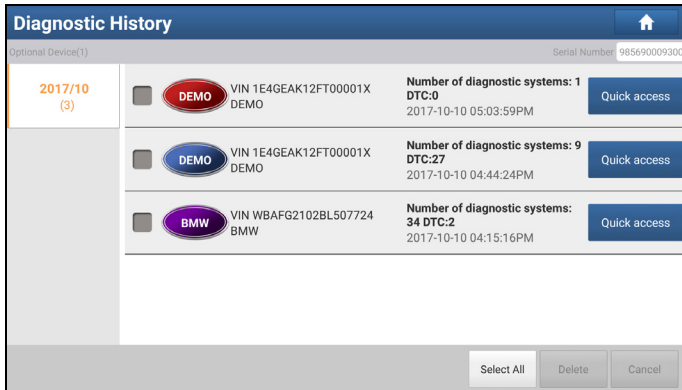 Diagnostic History
Optional Device(1)
Serial Number 985690009300
2017/10
(3)
DEMO
VIN 1E4GEAK12FT00001X
DEMO
Number of diagnostic systems: 1
DTC:0
2017-10-10 05:03:59PM
Quick access
DEMO
VIN 1E4GEAK12FT00001X
DEMO
Number of diagnostic systems: 9
DTC:27
2017-10-10 04:44:24PM
Quick access
BMW
VIN WBAFG2102BL507724
BMW
Number of diagnostic systems:
34 DTC:2
2017-10-10 04:15:16PM
Quick access
Select All
Delete
Cancel